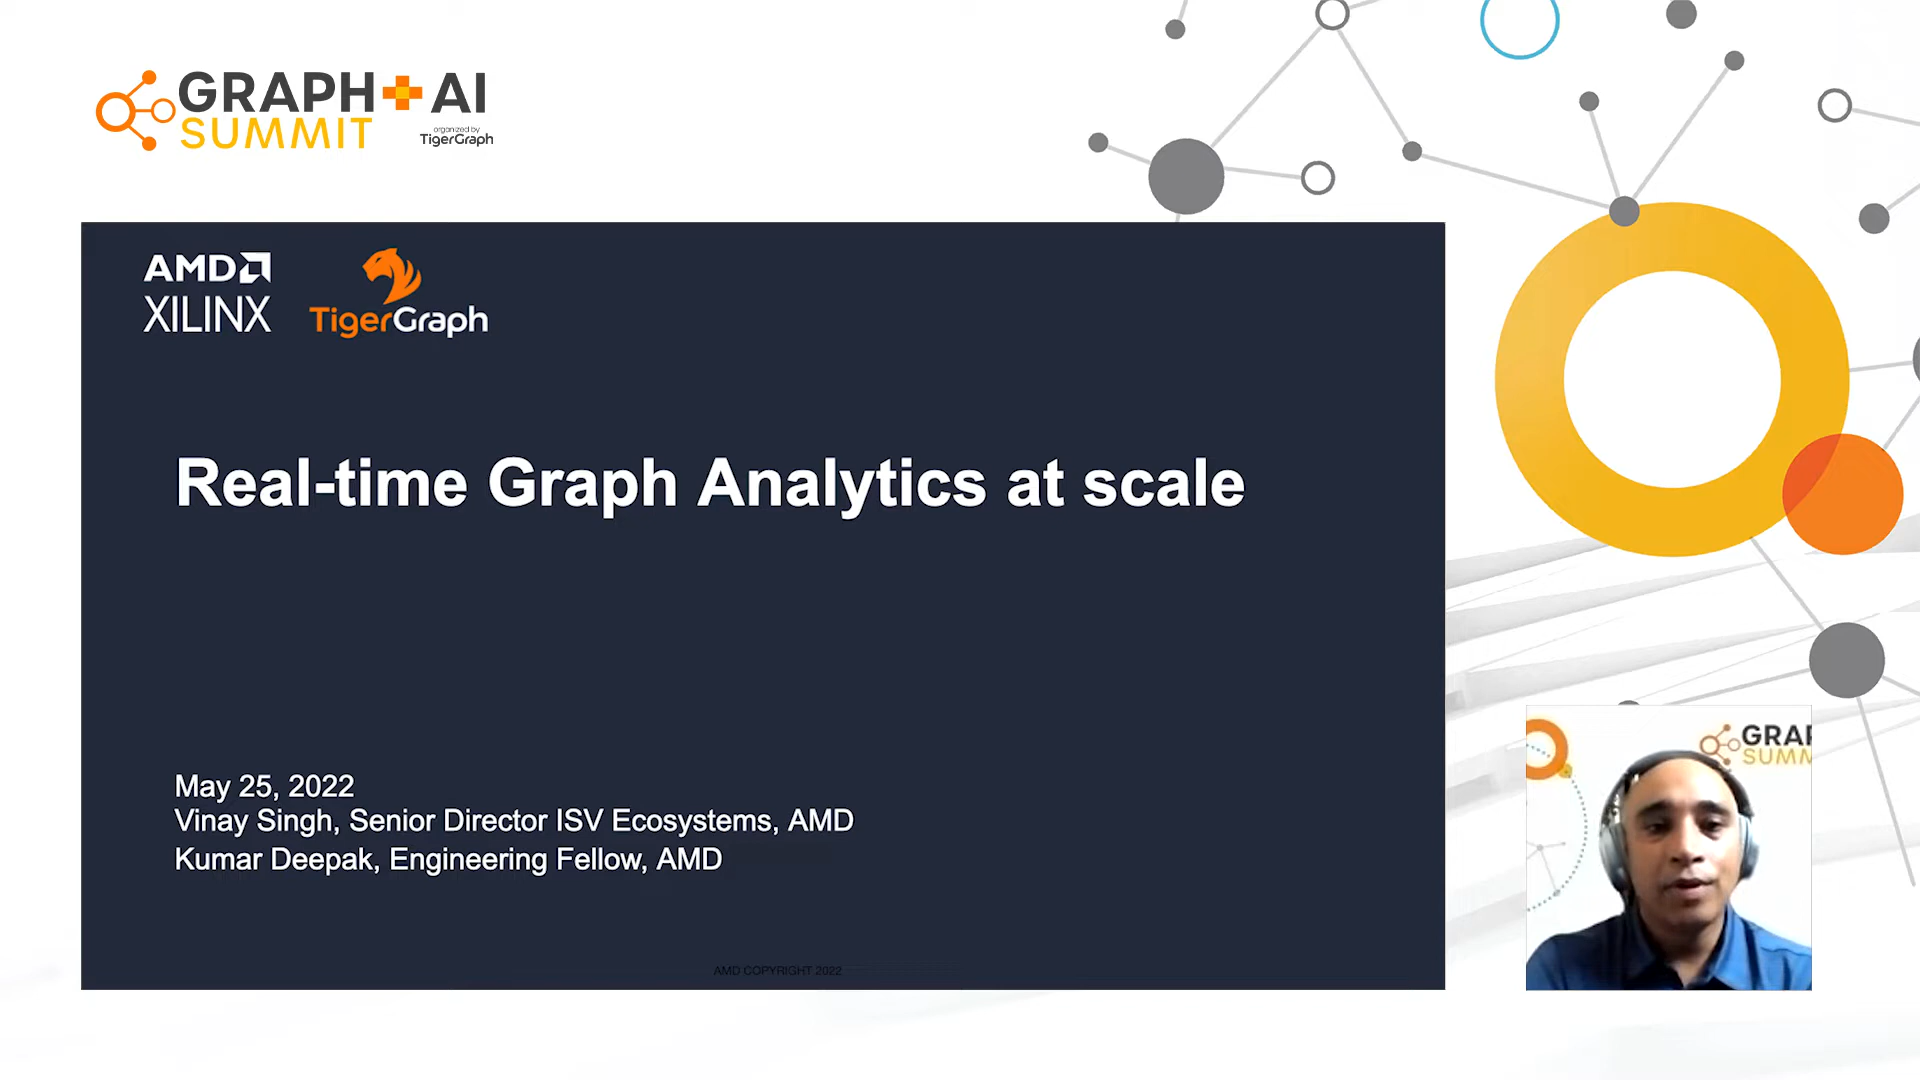 GRAPH+AI
SUMMIT
organized by
TigerGraph
AMD
XILINX
TigerGraph
Real-time Graph Analytics at scale
May 25, 2022
Vinay Singh, Senior Director ISV Ecosystems, AMD
Kumar Deepak, Engineering Fellow, AMD
AMD COPYRIGHT 2022
GRAP
SUMM